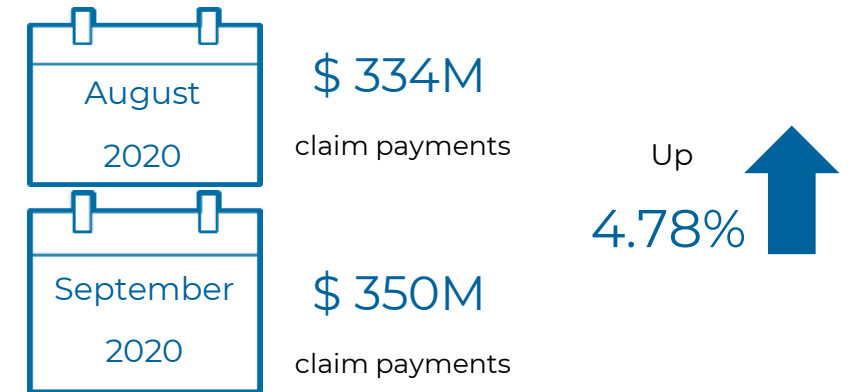 August
2020
$ 334M
claim payments
Up
4.78%
September
2020
$ 350M
claim payments